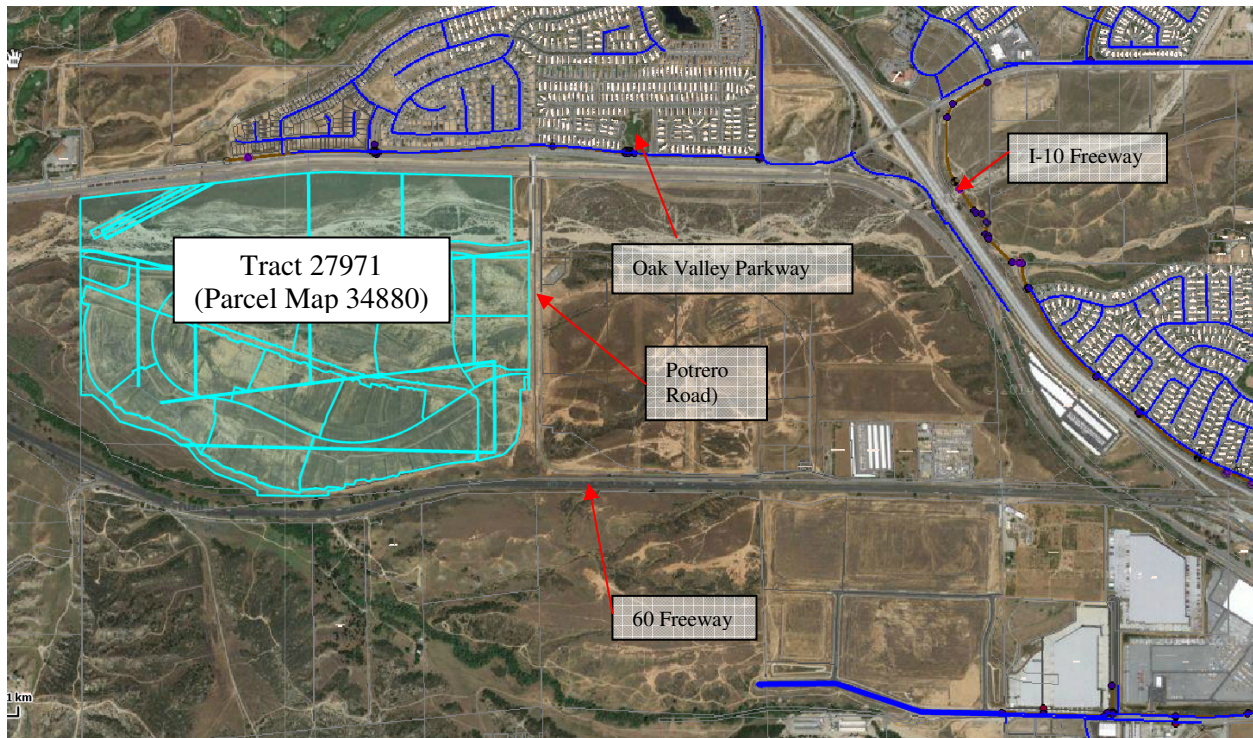 I-10 Freeway
Tract 27971
(Parcel Map 34880)
Oak Valley Parkway
Potrero
Road)
60 Freeway
1 km